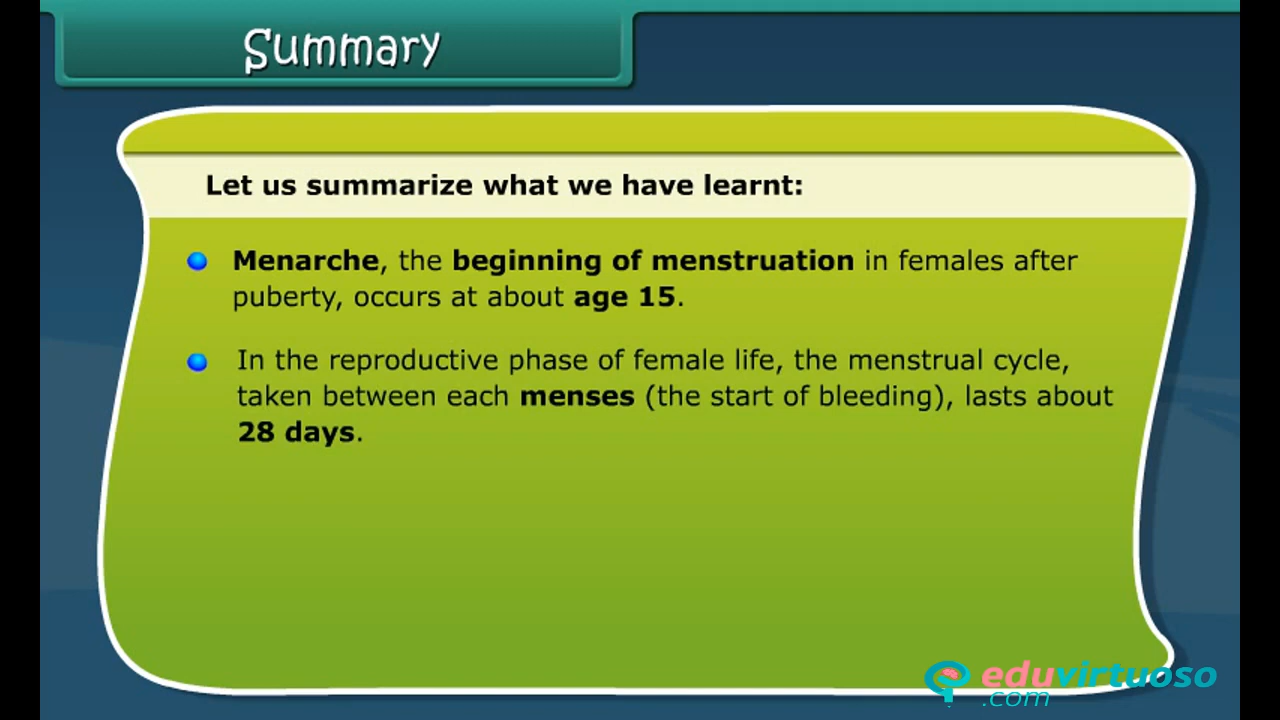 Summary
Let us summarize what we have learnt:
Menarche, the beginning of menstruation in females after
puberty, occurs at about age 15.
In the reproductive phase of female life, the menstrual cycle,
taken between each menses (the start of bleeding), lasts about
28 days.
eduvirtuoso
.com